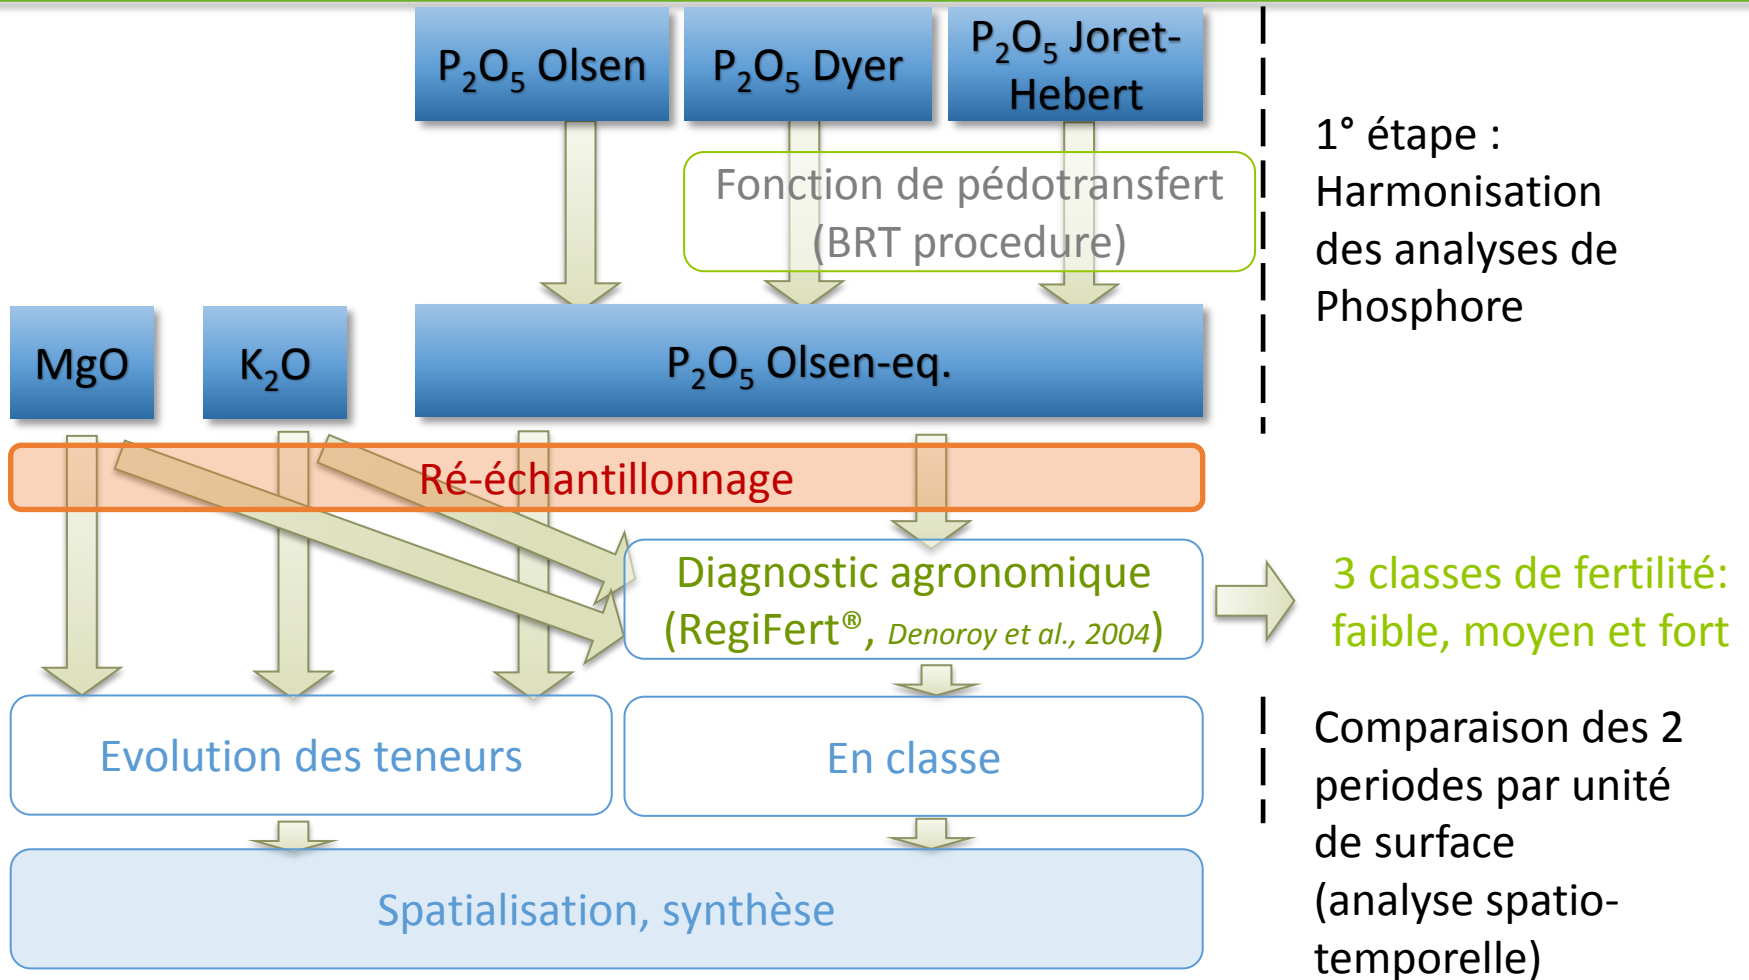 P₂O₅ Olsen
P₂O₅ Dyer
P₂O₅ Joret-
Hebert
1° étape :
Harmonisation
des analyses de
Phosphore
Fonction de pédotransfert
(BRT procedure)
MgO
K₂O
P₂O₅ Olsen-eq.
Ré-échantillonnage
Diagnostic agronomique
(RegiFert®, Denoroy et al., 2004)
3 classes de fertilité:
faible, moyen et fort
Evolution des teneurs
En classe
Comparaison des 2
periodes par unité
de surface
(analyse spatio-
temporelle)
Spatialisation, synthèse